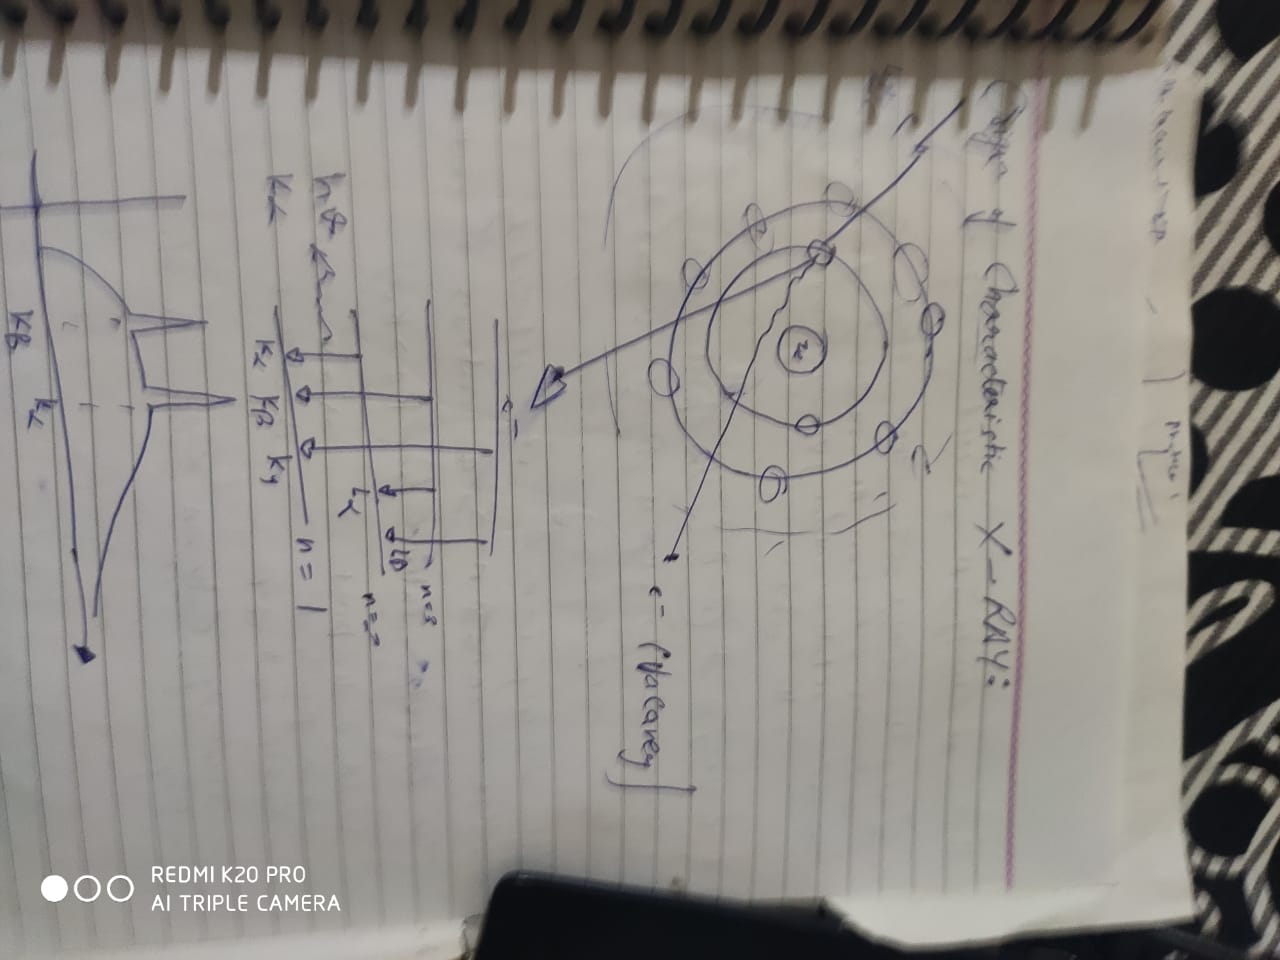 Origin of Characteristic X-RAY:
Ze
e- (Vacancy]
e-
n=3
Lβ
n=2
Lα
hν
n = 1
Kα
Kα Kβ Kγ
Kβ Kα
REDMI K20 PRO
AI TRIPLE CAMERA